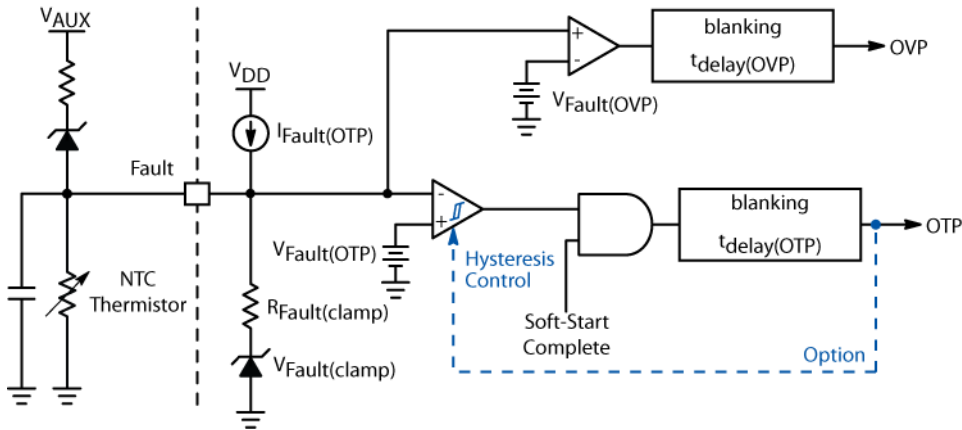 VAUX
VDD
IFault(OTP)
Fault
NTC
Thermistor
RFault(clamp)
VFault(clamp)
+
-
VFault(OVP)
blanking
tdelay(OVP)
OVP
-
+
VFault(OTP)
Hysteresis
Control
Soft-Start
Complete
blanking
tdelay(OTP)
OTP
Option